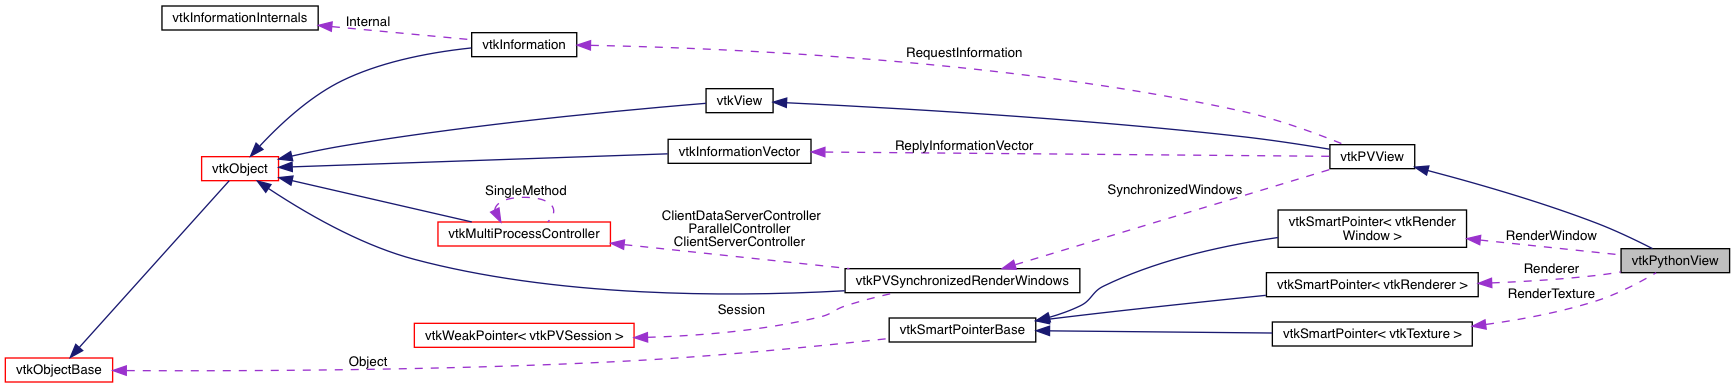 vtkInformationInternals
Internal
vtkInformation
RequestInformation
vtkView
vtkInformationVector
ReplyInformationVector
vtkPVView
vtkObject
SingleMethod
SynchronizedWindows
vtkMultiProcessController
ClientDataServerController
ParallelController
ClientServerController
vtkSmartPointer< vtkRender
Window >
RenderWindow
vtkPythonView
vtkPVSynchronizedRenderWindows
vtkSmartPointer< vtkRenderer >
Renderer
RenderTexture
Session
vtkWeakPointer< vtkPVSession >
vtkSmartPointerBase
vtkSmartPointer< vtkTexture >
Object
vtkObjectBase